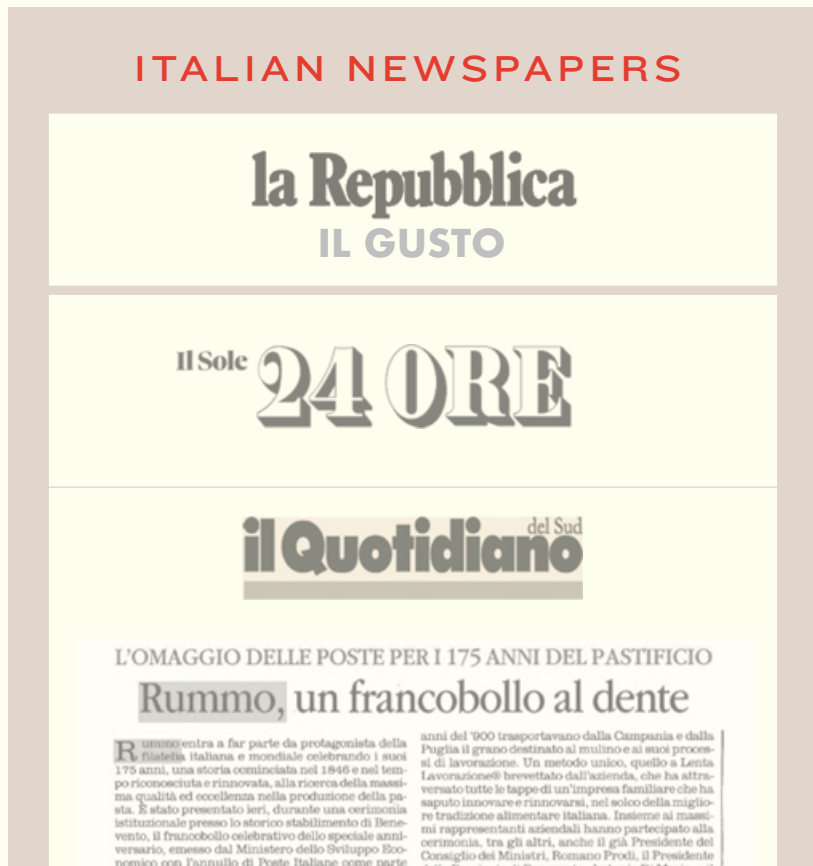 ITALIAN NEWSPAPERS
la Repubblica
IL GUSTO
Il Sole 24 ORE
il Quotidiano
del Sud
L'OMAGGIO DELLE POSTE PER I 175 ANNI DEL PASTIFICIO
Rummo, un francobollo al dente
Rummo entra a far parte da protagonista della
filatelia italiana e mondiale celebrando i suoi
175 anni, una storia cominciata nel 1846 e nel tem-
po riconosciuta e rinnovata, alla ricerca della massi-
ma qualità ed eccellenza nella produzione della pa-
sta. È stato presentato ieri, durante una cerimonia
istituzionale presso lo storico stabilimento di Bene-
vento, il francobollo celebrativo dello speciale anni-
versario, emesso dal Ministero dello Sviluppo Eco-
nomico con l'annullo di Poste Italiane come parte
anni del '900 trasportavano dalla Campania e dalla
Puglia il grano destinato al mulino e ai suoi proces-
si di lavorazione. Un metodo unico, quello a Lenta
Lavorazione® brevettato dall'azienda, che ha attra-
versato tutte le tappe di un'impresa familiare che ha
saputo innovare e rinnovarsi, nel solco della miglio-
re tradizione alimentare italiana. Insieme ai massi-
mi rappresentanti aziendali hanno partecipato alla
cerimonia, tra gli altri, anche il già Presidente del
Consiglio dei Ministri, Romano Prodi, il Presidente